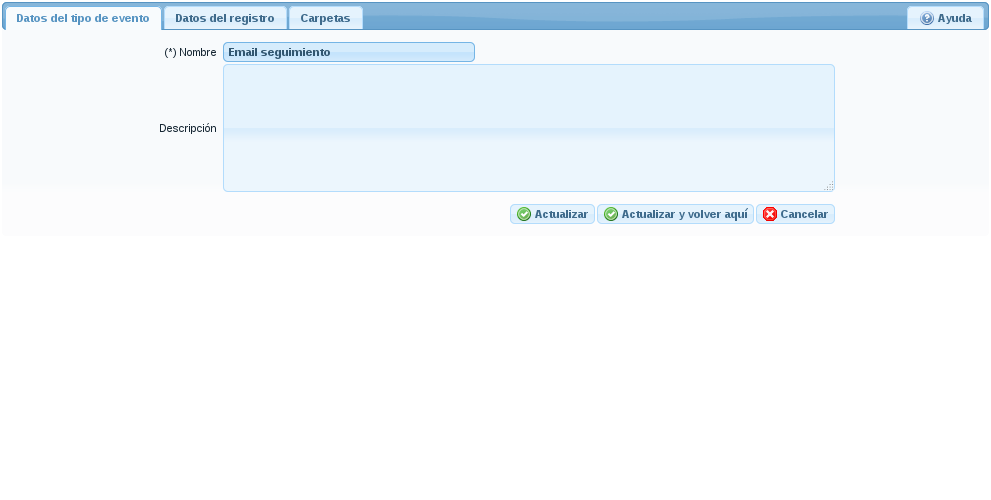 Datos del tipo de evento Datos del registro Carpetas Ayuda
(*) Nombre Email seguimiento
Descripción
Actualizar Actualizar y volver aquí Cancelar